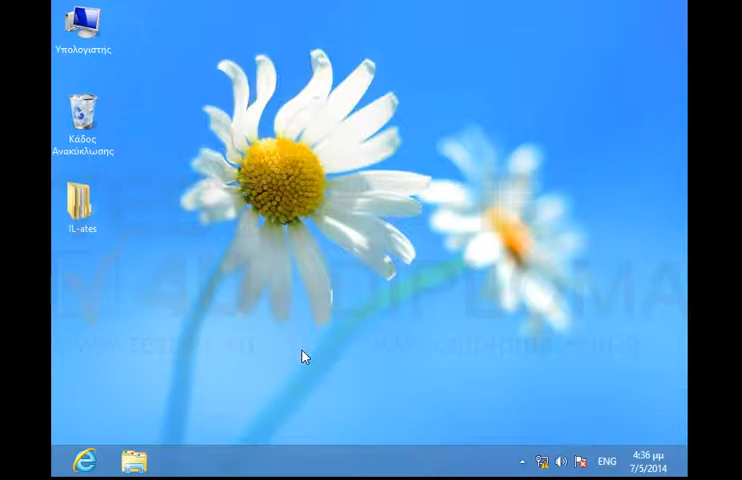 Υπολογιστής
Κάδος
Ανακύκλωσης
IL-ates
ENG
4:36 μμ
7/5/2014